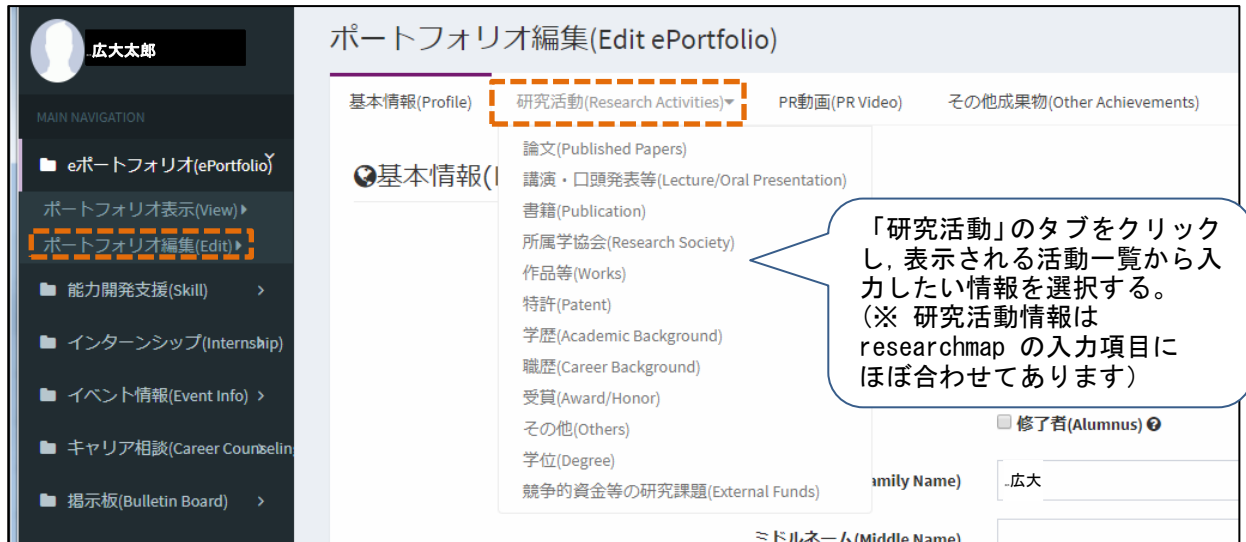 広大太郎
MAIN NAVIGATION
eポートフォリオ(ePortfolio)
ポートフォリオ表示(View)
ポートフォリオ編集(Edit)
能力開発支援(Skill)
インターンシップ(Internship)
イベント情報(Event Info)
キャリア相談(Career Counseling
掲示板(Bulletin Board)
ポートフォリオ編集(Edit ePortfolio)
基本情報(Profile) 研究活動(Research Activities) PR動画(PR Video) その他成果物(Other Achievements)
基本情報(
論文(Published Papers)
講演・口頭発表等(Lecture/Oral Presentation)
書籍(Publication)
所属学協会(Research Society)
作品等(Works)
特許(Patent)
学歴(Academic Background)
職歴(Career Background)
受賞(Award/Honor)
その他(Others)
学位(Degree)
競争的資金等の研究課題(External Funds)
「研究活動」のタブをクリック
し，表示される活動一覧から入
力したい情報を選択する。
(※ 研究活動情報は
researchmap の入力項目に
ほぼ合わせてあります)
修了者(Alumnus)
amily Name) 広大
ミドルネーム(Middle Name)